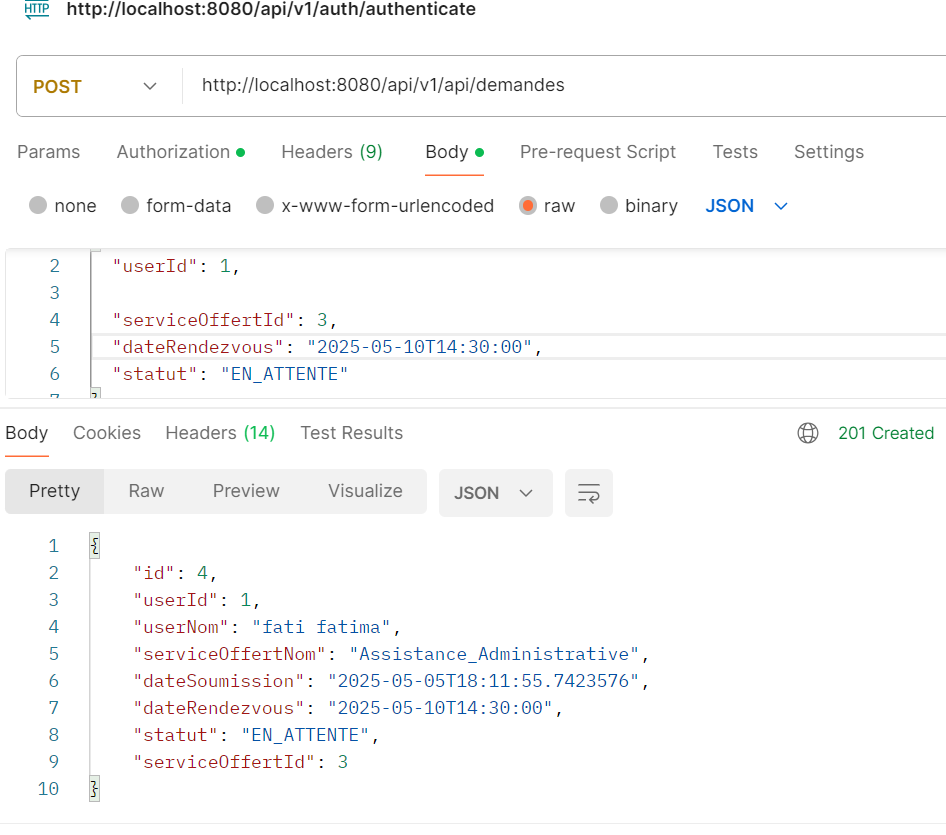 HTTP http://localhost:8080/api/v1/auth/authenticate
POST http://localhost:8080/api/v1/api/demandes
Params Authorization Headers (9) Body Pre-request Script Tests Settings
none form-data x-www-form-urlencoded raw binary JSON
2 "userId": 1,
3
4 "serviceOffertId": 3,
5 "dateRendezvous": "2025-05-10T14:30:00",
6 "statut": "EN_ATTENTE"
7 }
Body Cookies Headers (14) Test Results 201 Created
Pretty Raw Preview Visualize JSON
1 {
2 "id": 4,
3 "userId": 1,
4 "userNom": "fati fatima",
5 "serviceOffertNom": "Assistance_Administrative",
6 "dateSoumission": "2025-05-05T18:11:55.7423576",
7 "dateRendezvous": "2025-05-10T14:30:00",
8 "statut": "EN_ATTENTE",
9 "serviceOffertId": 3
10 }